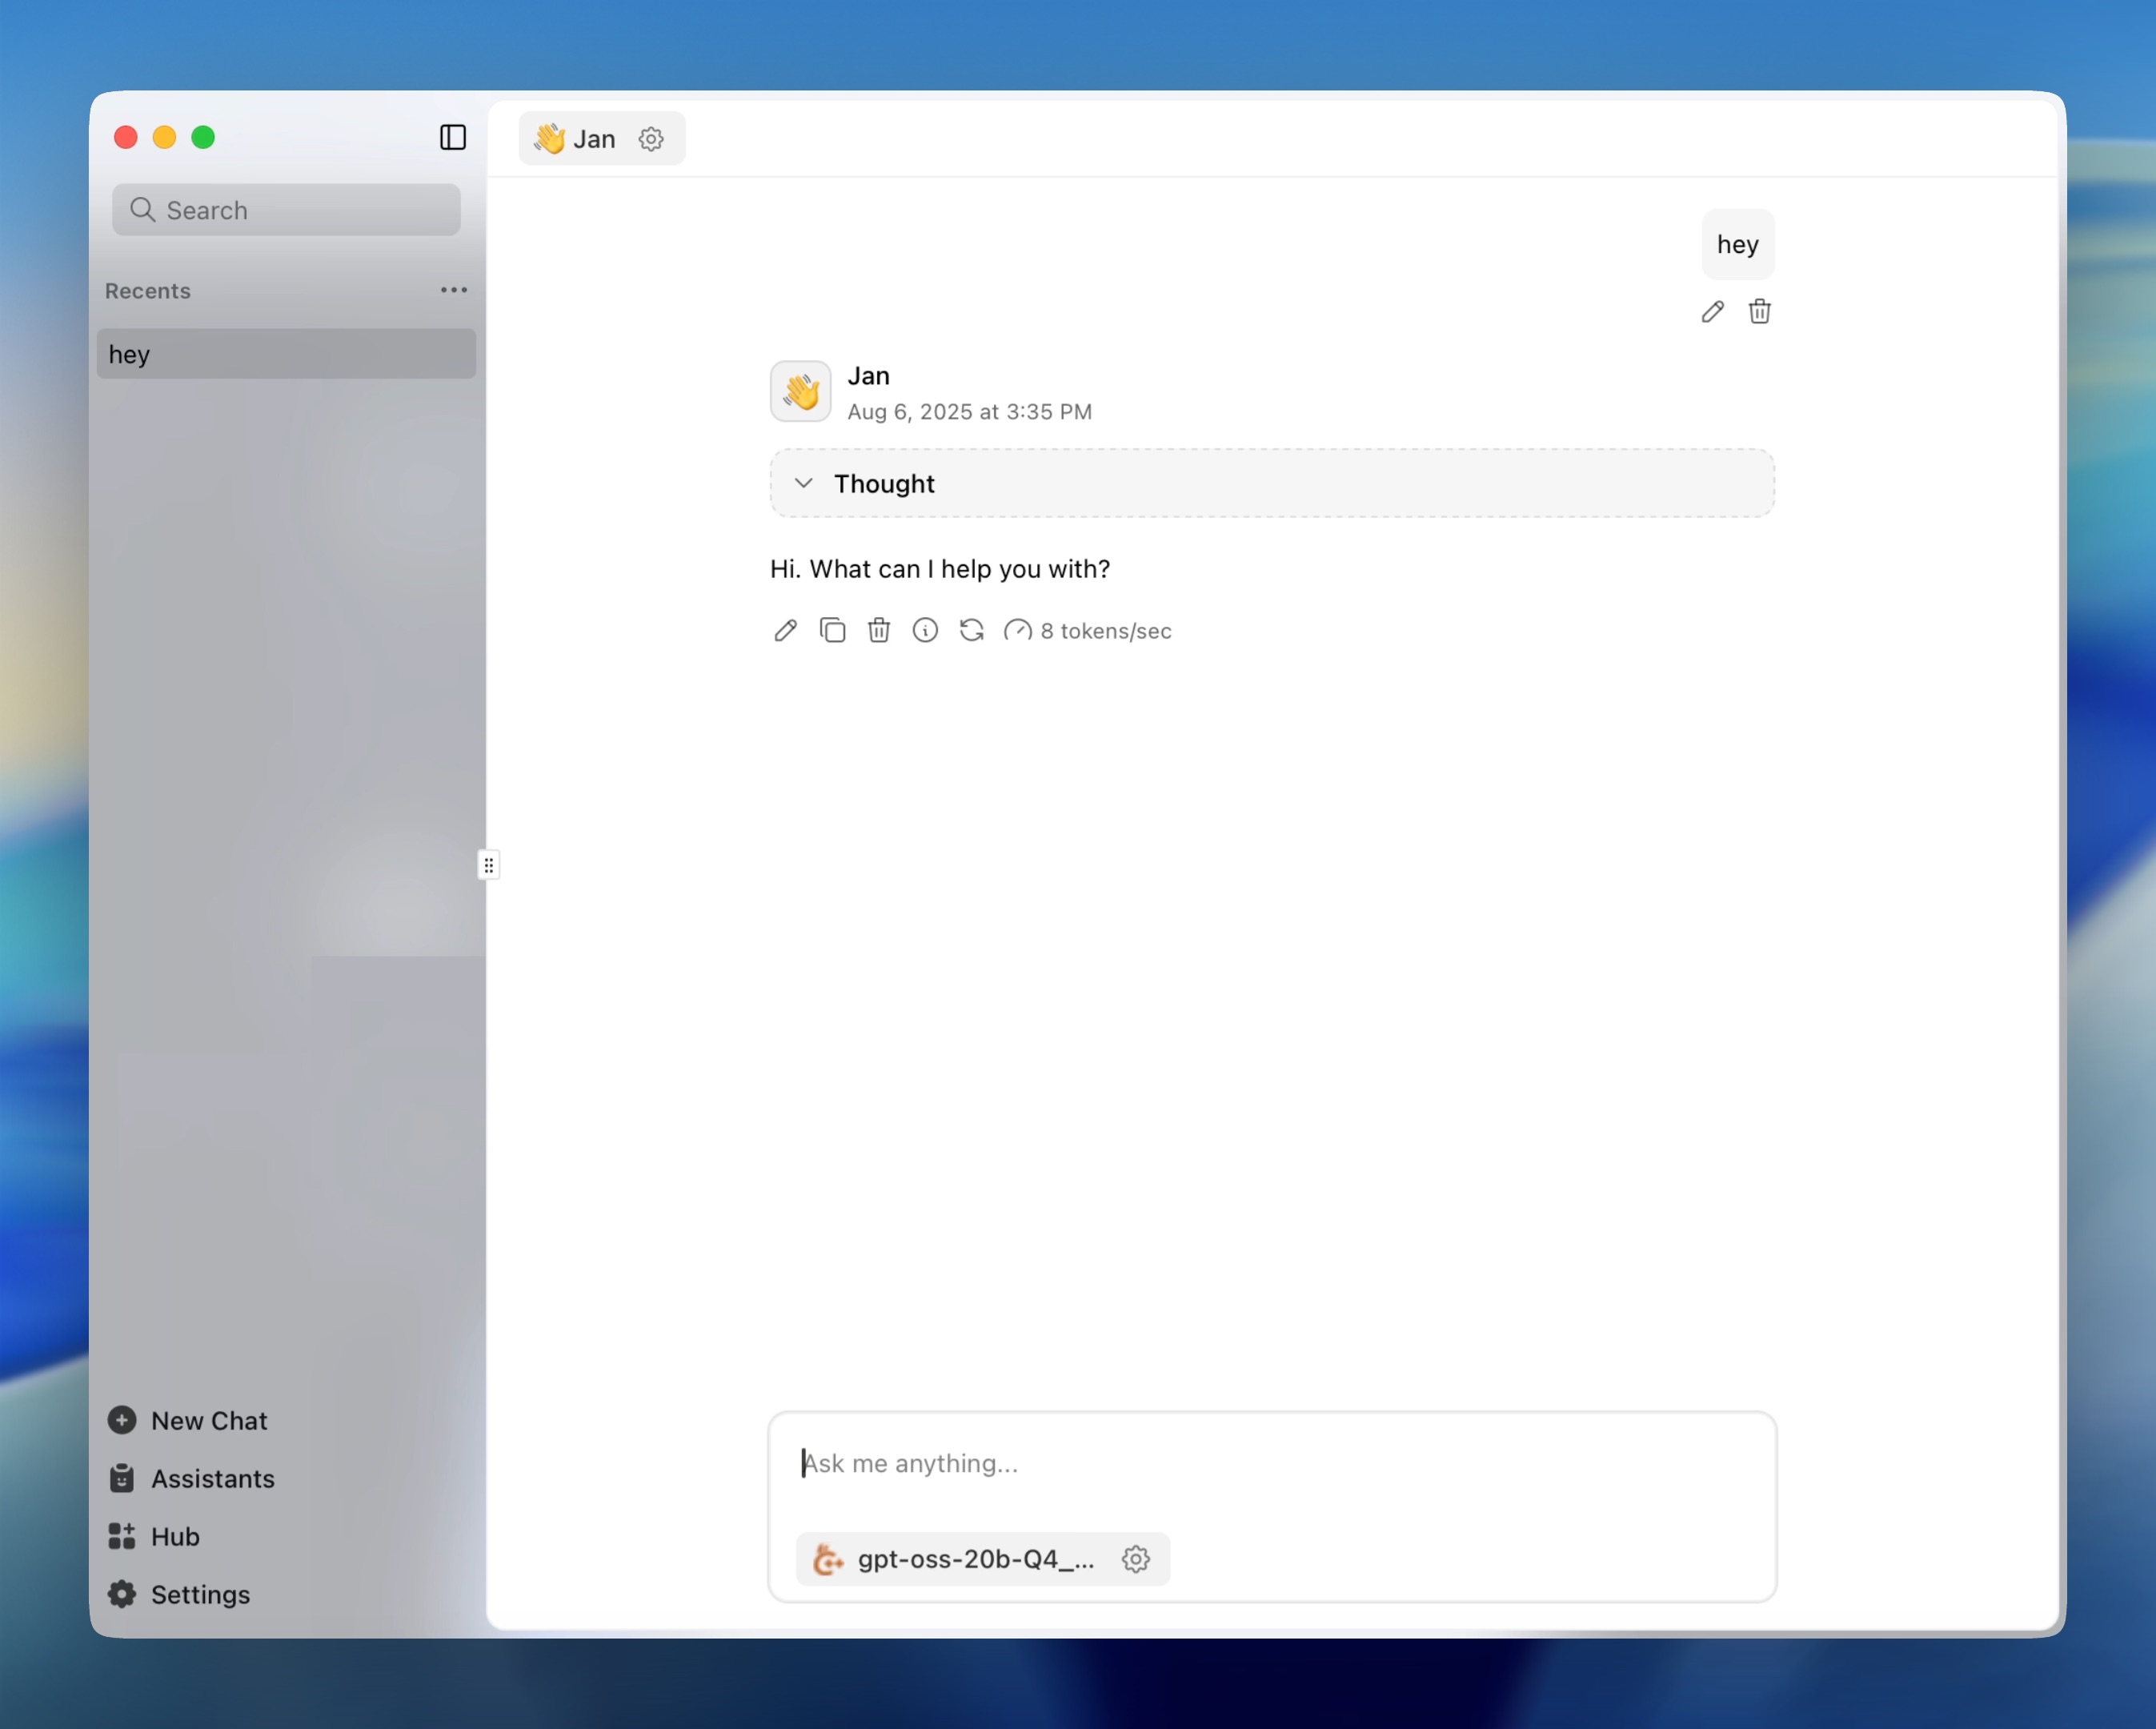 Jan
Search
Recents
hey
hey
Jan
Aug 6, 2025 at 3:35 PM
Thought
Hi. What can I help you with?
8 tokens/sec
New Chat
Assistants
Hub
Settings
Ask me anything...
gpt-oss-20b-Q4_...